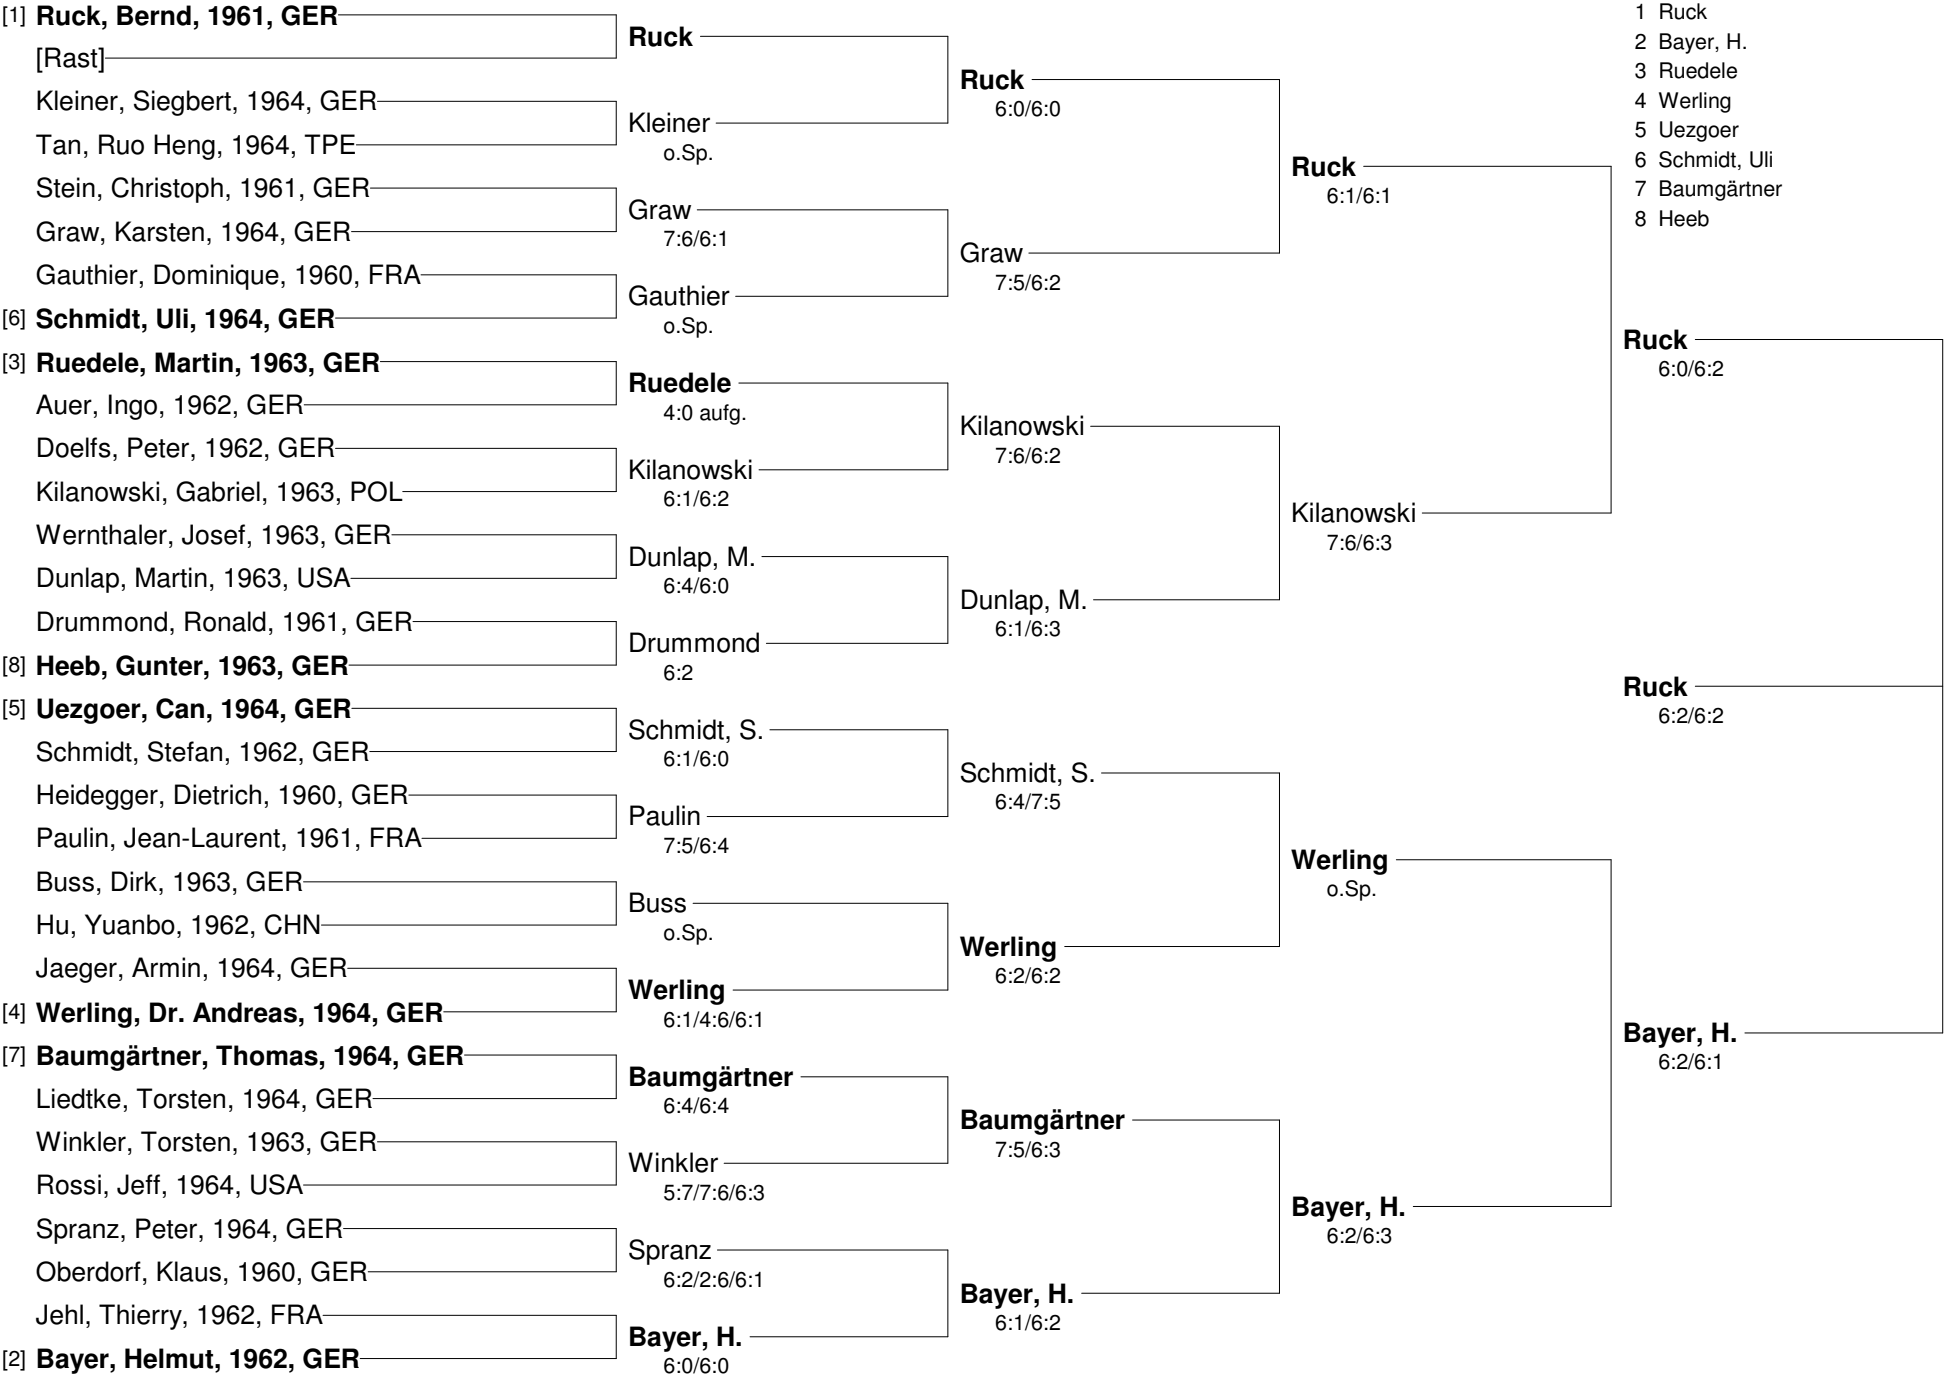 [1] Ruck, Bernd, 1961, GER
[Rast]
Kleiner, Siegbert, 1964, GER
Tan, Ruo Heng, 1964, TPE
Stein, Christoph, 1961, GER
Graw, Karsten, 1964, GER
Gauthier, Dominique, 1960, FRA
[6] Schmidt, Uli, 1964, GER
[3] Ruedele, Martin, 1963, GER
Auer, Ingo, 1962, GER
Doelfs, Peter, 1962, GER
Kilanowski, Gabriel, 1963, POL
Wernthaler, Josef, 1963, GER
Dunlap, Martin, 1963, USA
Drummond, Ronald, 1961, GER
[8] Heeb, Gunter, 1963, GER
[5] Uezgoer, Can, 1964, GER
Schmidt, Stefan, 1962, GER
Heidegger, Dietrich, 1960, GER
Paulin, Jean-Laurent, 1961, FRA
Buss, Dirk, 1963, GER
Hu, Yuanbo, 1962, CHN
Jaeger, Armin, 1964, GER
[4] Werling, Dr. Andreas, 1964, GER
[7] Baumgärtner, Thomas, 1964, GER
Liedtke, Torsten, 1964, GER
Winkler, Torsten, 1963, GER
Rossi, Jeff, 1964, USA
Spranz, Peter, 1964, GER
Oberdorf, Klaus, 1960, GER
Jehl, Thierry, 1962, FRA
[2] Bayer, Helmut, 1962, GER
Ruck
Kleiner
o.Sp.
Graw
7:6/6:1
Gauthier
o.Sp.
Ruedele
4:0 aufg.
Kilanowski
6:1/6:2
Dunlap, M.
6:4/6:0
Drummond
6:2
Schmidt, S.
6:1/6:0
Paulin
7:5/6:4
Buss
o.Sp.
Werling
6:1/4:6/6:1
Baumgärtner
6:4/6:4
Winkler
5:7/7:6/6:3
Spranz
6:2/2:6/6:1
Bayer, H.
6:0/6:0
Ruck
6:0/6:0
Graw
7:5/6:2
Kilanowski
7:6/6:2
Dunlap, M.
6:1/6:3
Schmidt, S.
6:4/7:5
Werling
6:2/6:2
Baumgärtner
7:5/6:3
Bayer, H.
6:1/6:2
Ruck
6:1/6:1
Kilanowski
7:6/6:3
Werling
o.Sp.
Bayer, H.
6:2/6:3
Ruck
6:0/6:2
Ruck
6:2/6:2
Bayer, H.
6:2/6:1
1 Ruck
2 Bayer, H.
3 Ruedele
4 Werling
5 Uezgoer
6 Schmidt, Uli
7 Baumgärtner
8 Heeb